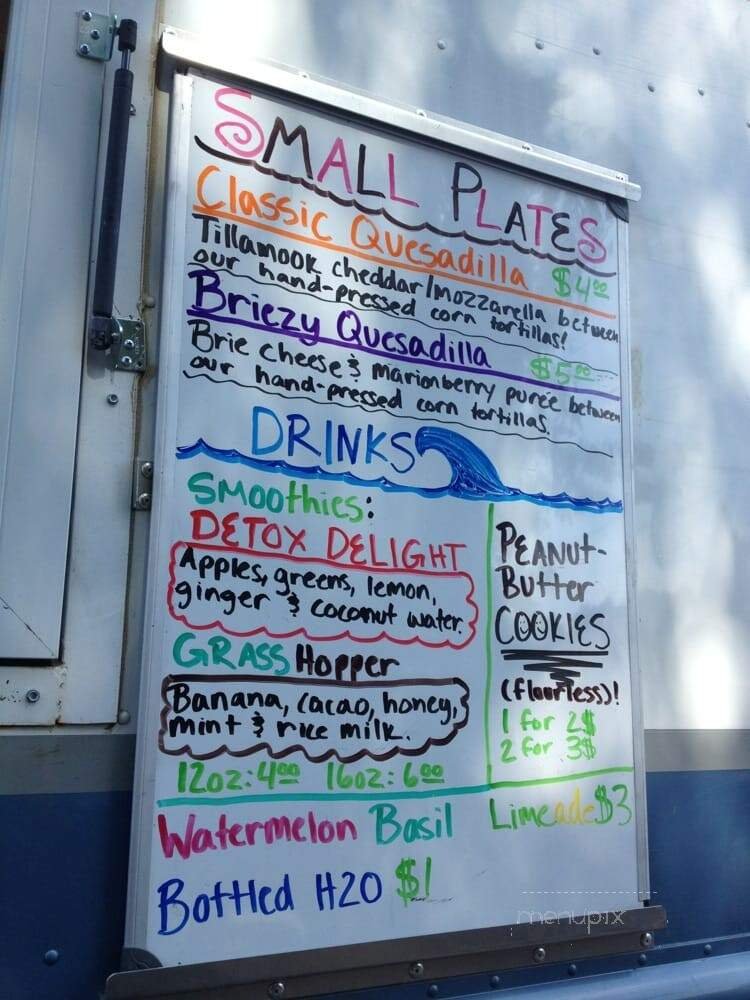 SMALL PLATES
Classic Quesadilla $4.00
Tillamook cheddar/mozzarella between
our hand-pressed corn tortillas!
Briezy Quesadilla $5.00
Brie cheese & marionberry purée between
our hand-pressed corn tortillas.
DRINKS
Smoothies:
DETOX DELIGHT
Apples, greens, lemon,
ginger & coconut water.
GRASS Hopper
Banana, cacao, honey,
mint & rice milk.
12oz: 4.00 16oz: 6.00
PEANUT-
Butter
COOKIES
(flourless)!
1 for 2$
2 for 3$
Watermelon Basil Limeade $3
Bottled H2O $1
menupix